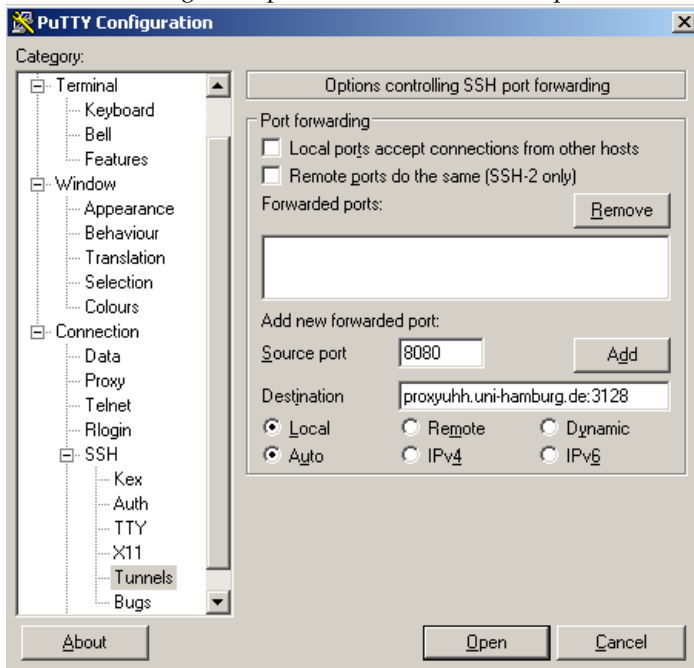 PuTTY Configuration
Category:
Terminal
Keyboard
Bell
Features
Window
Appearance
Behaviour
Translation
Selection
Colours
Connection
Data
Proxy
Telnet
Rlogin
SSH
Kex
Auth
TTY
X11
Tunnels
Bugs
Options controlling SSH port forwarding
Port forwarding
Local ports accept connections from other hosts
Remote ports do the same (SSH-2 only)
Forwarded ports:
Remove
Add new forwarded port:
Source port 8080 Add
Destination proxyuhh.uni-hamburg.de:3128
Local Remote Dynamic
Auto IPv4 IPv6
About Open Cancel